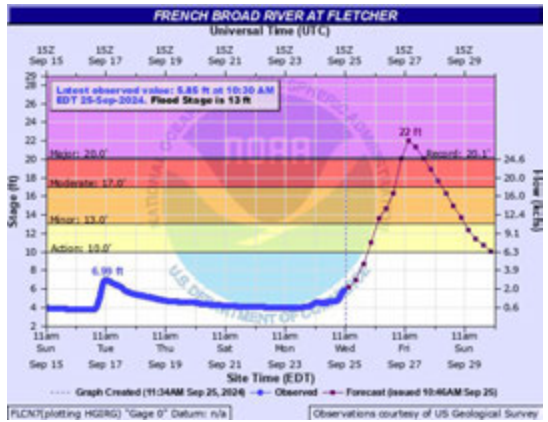 FRENCH BROAD RIVER AT FLETCHER
Universal Time (UTC)
15Z 15Z 15Z 15Z 15Z 15Z 15Z 15Z
Sep 15 Sep 17 Sep 19 Sep 21 Sep 23 Sep 25 Sep 27 Sep 29
Latest observed value: 5.85 ft at 10:30 AM
EDT 25-Sep-2024. Flood Stage is 13 ft
NOAA
22 ft
Major: 20.0'
Record: 20.1'
Moderate: 17.0'
Minor: 13.0'
Action: 10.0'
6.99 ft
U.S. DEPARTMENT OF COMMERCE
Stage (ft)
29
26
24
22
20
18
16
14
12
10
8
6
4
2
Flow (kcfs)
24.6
20.0
16.0
12.4
9.1
6.3
3.9
2.0
0.6
11am 11am 11am 11am 11am 11am 11am 11am
Sun Tue Thu Sat Mon Wed Fri Sun
Sep 15 Sep 17 Sep 19 Sep 21 Sep 23 Sep 25 Sep 27 Sep 29
Site Time (EDT)
Graph Created (11:34AM Sep 25, 2024) Observed Forecast (issued 10:46AM Sep 25)
FLCN7(plotting HGIRG) "Gage 0" Datum: n/a
Observations courtesy of US Geological Survey